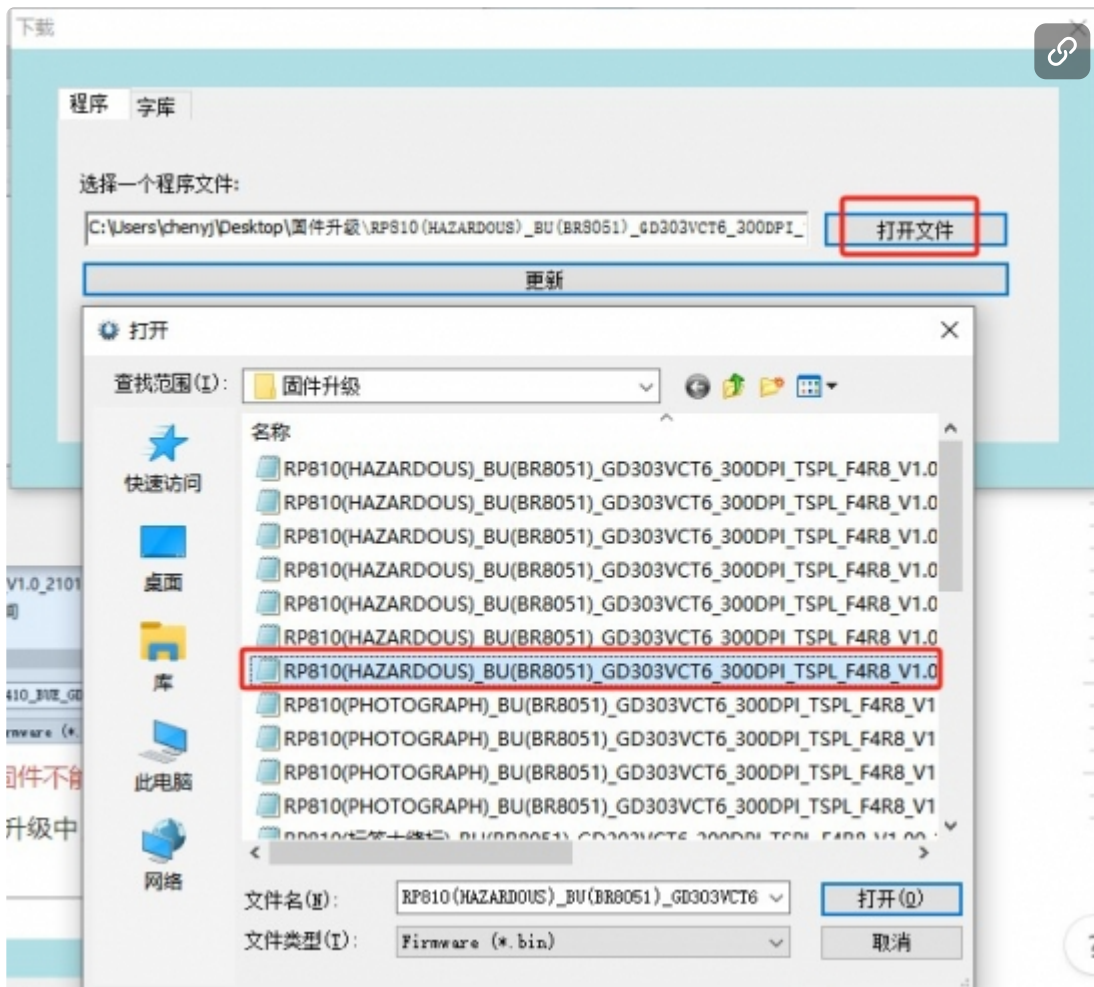 下载
程序 字库
选择一个程序文件:
C:\Users\chenyj\Desktop\固件升级\RP810(HAZARDOUS)_BU(BR8051)_GD303VCT6_300DPI_ 打开文件
更新
打开
查找范围(I): 固件升级
名称
RP810(HAZARDOUS)_BU(BR8051)_GD303VCT6_300DPI_TSPL_F4R8_V1.0
RP810(HAZARDOUS)_BU(BR8051)_GD303VCT6_300DPI_TSPL_F4R8_V1.0
RP810(HAZARDOUS)_BU(BR8051)_GD303VCT6_300DPI_TSPL_F4R8_V1.0
RP810(HAZARDOUS)_BU(BR8051)_GD303VCT6_300DPI_TSPL_F4R8_V1.0
RP810(HAZARDOUS)_BU(BR8051)_GD303VCT6_300DPI_TSPL_F4R8_V1.0
RP810(HAZARDOUS)_BU(BR8051)_GD303VCT6_300DPI_TSPL_F4R8_V1.0
RP810(HAZARDOUS)_BU(BR8051)_GD303VCT6_300DPI_TSPL_F4R8_V1.0
RP810(PHOTOGRAPH)_BU(BR8051)_GD303VCT6_300DPI_TSPL_F4R8_V1
RP810(PHOTOGRAPH)_BU(BR8051)_GD303VCT6_300DPI_TSPL_F4R8_V1
RP810(PHOTOGRAPH)_BU(BR8051)_GD303VCT6_300DPI_TSPL_F4R8_V1
RP810(PHOTOGRAPH)_BU(BR8051)_GD303VCT6_300DPI_TSPL_F4R8_V1
快速访问
桌面
库
此电脑
网络
文件名(N): RP810(HAZARDOUS)_BU(BR8051)_GD303VCT6 打开(O)
文件类型(T): Firmware (*.bin) 取消
V1.0_2101
间
固件不能
升级中